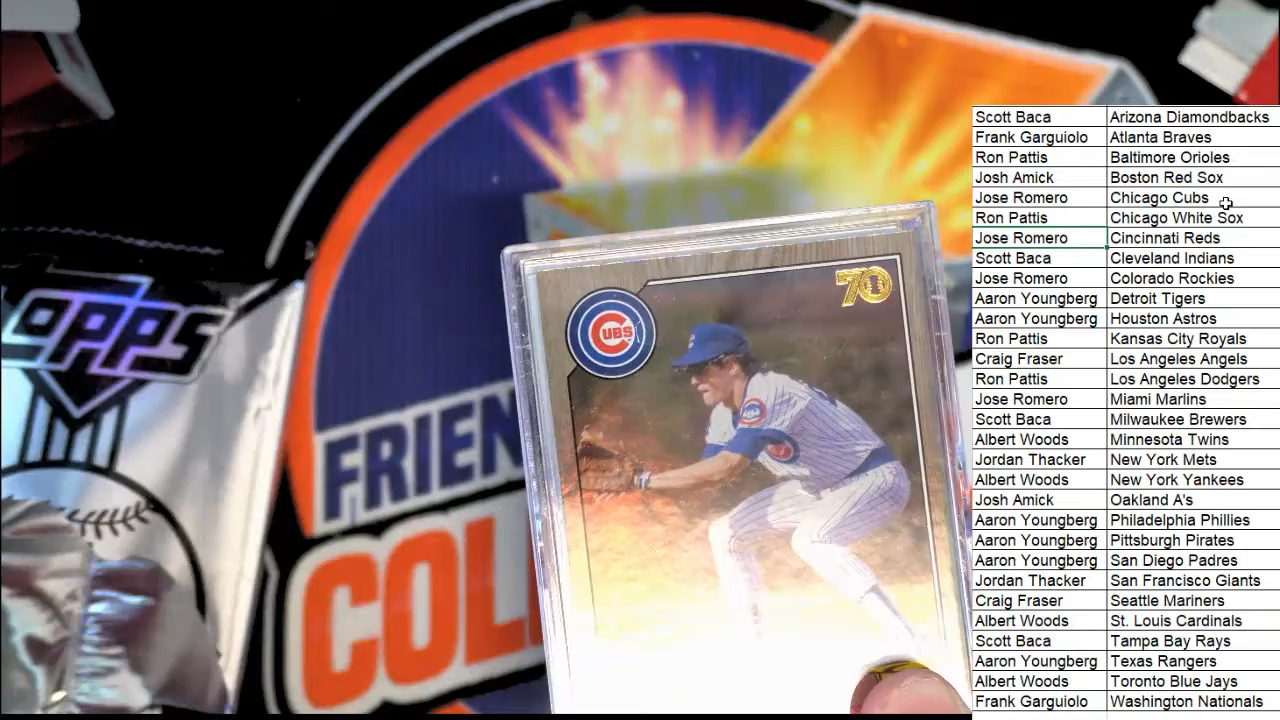 OPPS
FRIEN
COL
CUBS
70
Scott Baca Arizona Diamondbacks
Frank Garguiolo Atlanta Braves
Ron Pattis Baltimore Orioles
Josh Amick Boston Red Sox
Jose Romero Chicago Cubs
Ron Pattis Chicago White Sox
Jose Romero Cincinnati Reds
Scott Baca Cleveland Indians
Jose Romero Colorado Rockies
Aaron Youngberg Detroit Tigers
Aaron Youngberg Houston Astros
Ron Pattis Kansas City Royals
Craig Fraser Los Angeles Angels
Ron Pattis Los Angeles Dodgers
Jose Romero Miami Marlins
Scott Baca Milwaukee Brewers
Albert Woods Minnesota Twins
Jordan Thacker New York Mets
Albert Woods New York Yankees
Josh Amick Oakland A's
Aaron Youngberg Philadelphia Phillies
Aaron Youngberg Pittsburgh Pirates
Aaron Youngberg San Diego Padres
Jordan Thacker San Francisco Giants
Craig Fraser Seattle Mariners
Albert Woods St. Louis Cardinals
Scott Baca Tampa Bay Rays
Aaron Youngberg Texas Rangers
Albert Woods Toronto Blue Jays
Frank Garguiolo Washington Nationals